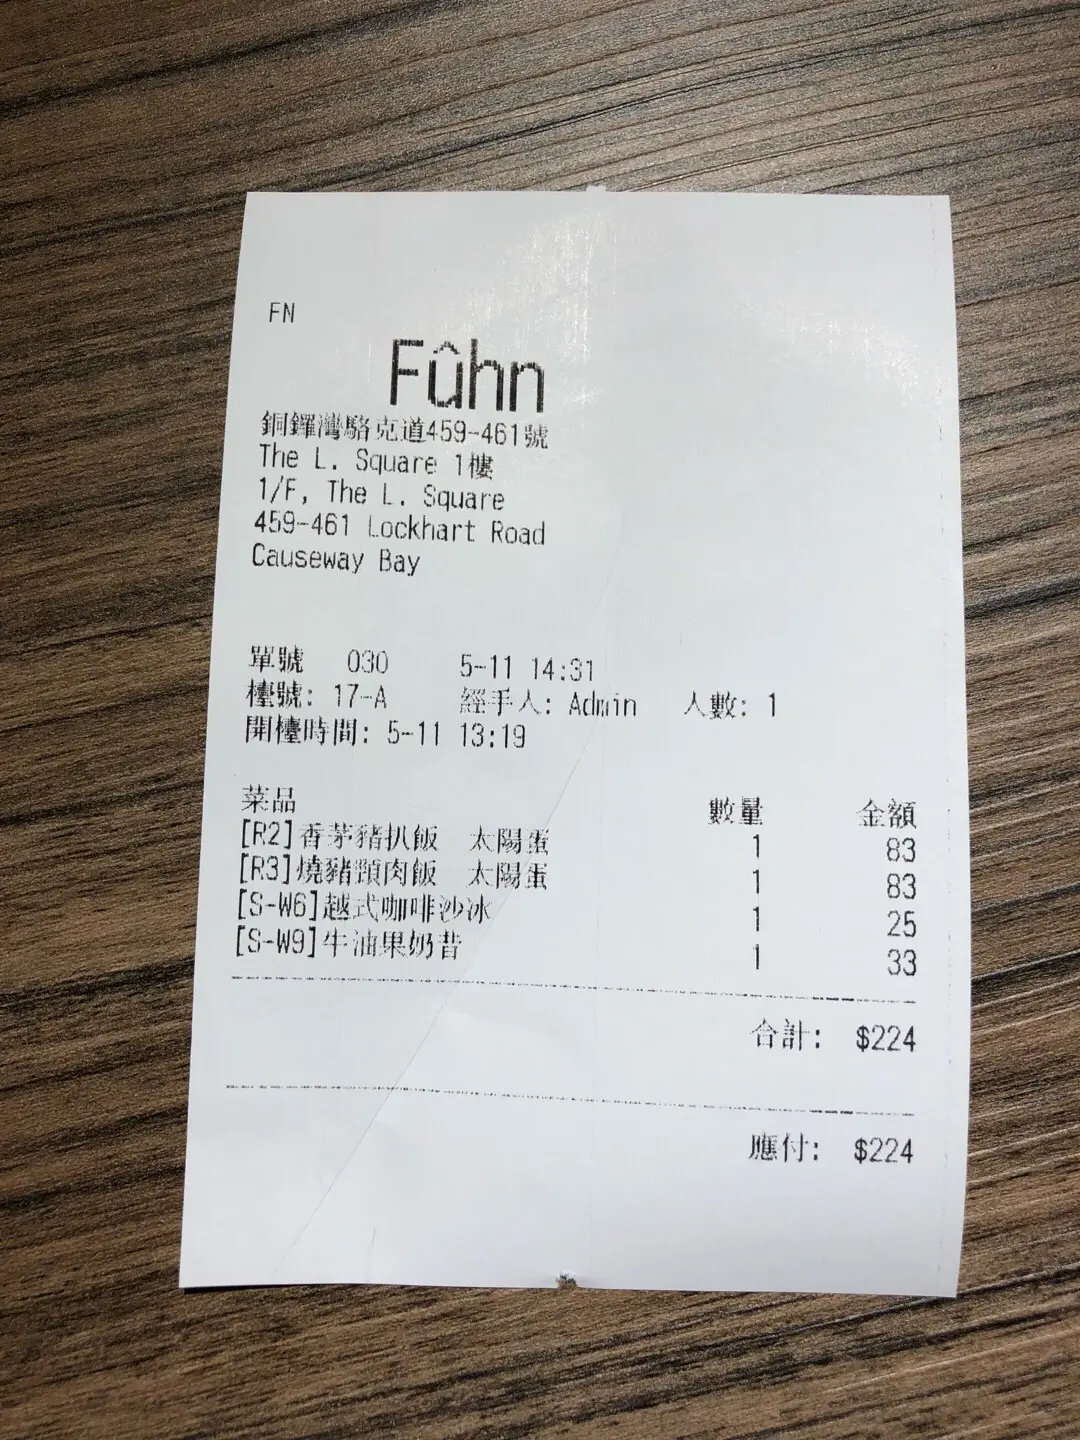 FN
Fûhn
銅鑼灣駱克道459-461號
The L. Square 1樓
1/F, The L. Square
459-461 Lockhart Road
Causeway Bay
單號 030 5-11 14:31
檯號: 17-A 經手人: Admin 人數: 1
開檯時間: 5-11 13:19
菜品 數量 金額
[R2]香茅豬扒飯 太陽蛋 1 83
[R3]燒豬頸肉飯 太陽蛋 1 83
[S-W6]越式咖啡沙冰 1 25
[S-W9]牛油果奶昔 1 33
合計: $224
應付: $224